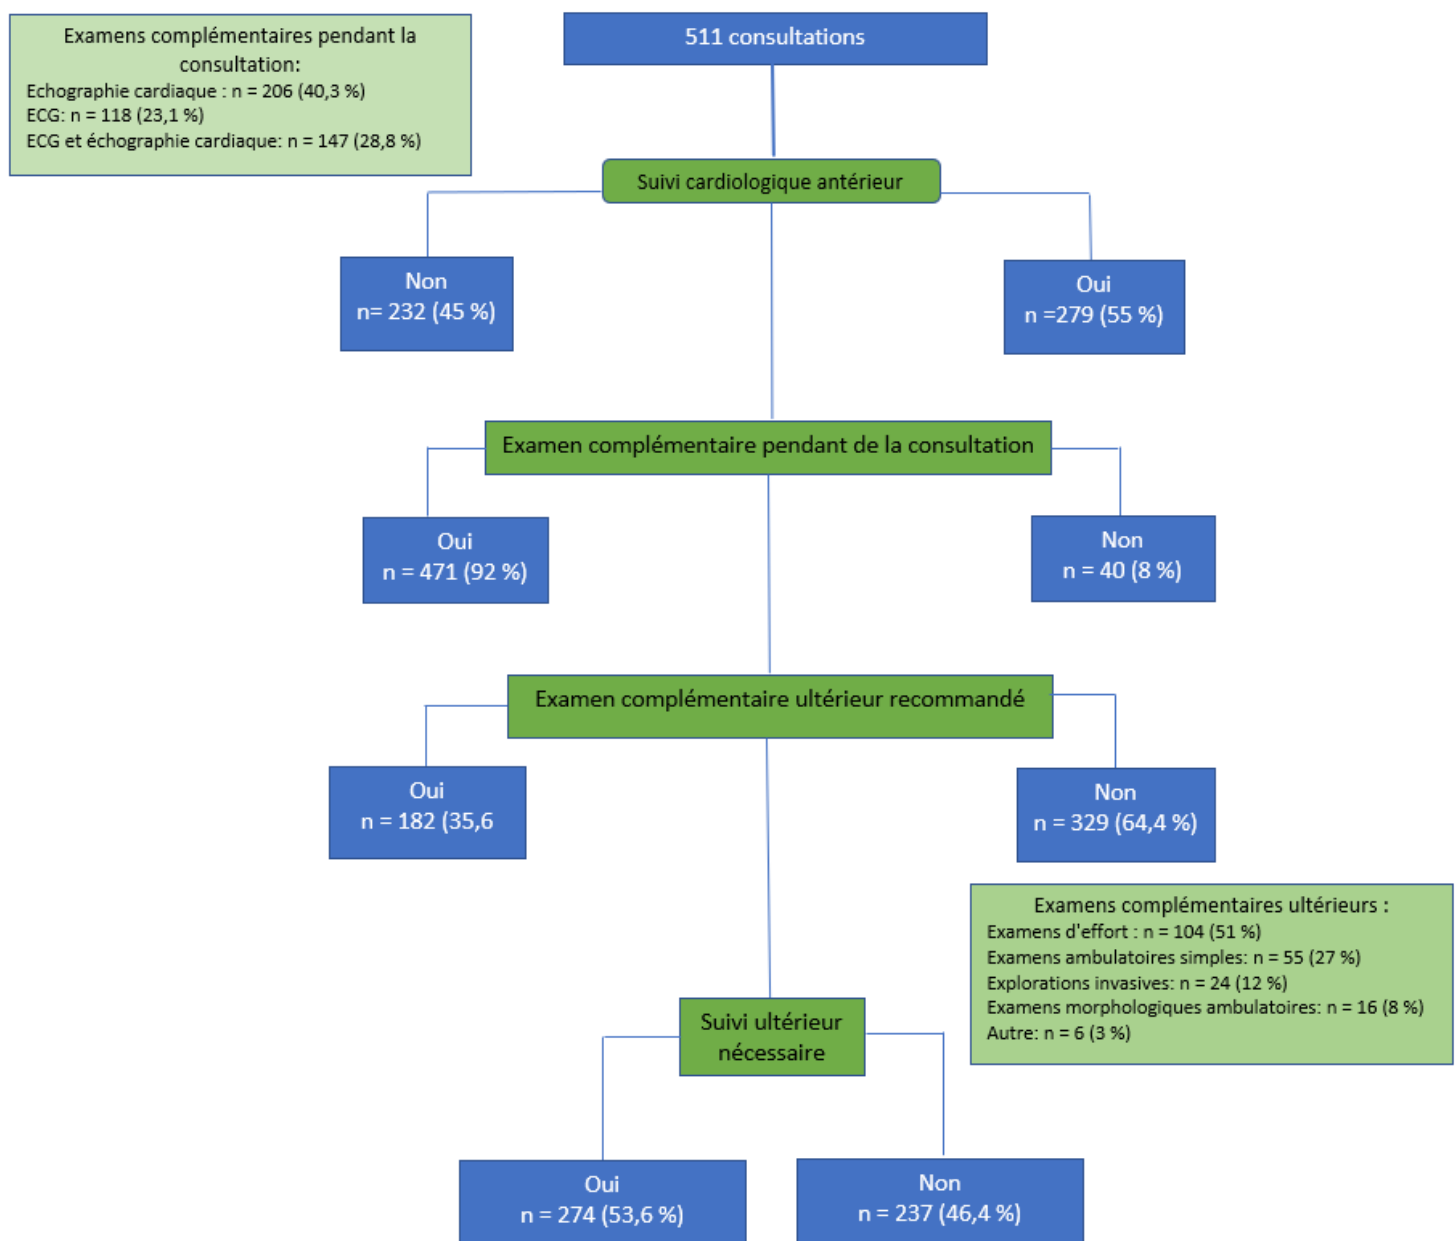 Examens complémentaires pendant la
consultation:
Echographie cardiaque : n = 206 (40,3 %)
ECG: n = 118 (23,1 %)
ECG et échographie cardiaque: n = 147 (28,8 %)
511 consultations
Suivi cardiologique antérieur
Non
n= 232 (45 %)
Oui
n =279 (55 %)
Examen complémentaire pendant de la consultation
Oui
n = 471 (92 %)
Non
n = 40 (8 %)
Examen complémentaire ultérieur recommandé
Oui
n = 182 (35,6
Non
n = 329 (64,4 %)
Examens complémentaires ultérieurs :
Examens d'effort : n = 104 (51 %)
Examens ambulatoires simples: n = 55 (27 %)
Explorations invasives: n = 24 (12 %)
Examens morphologiques ambulatoires: n = 16 (8 %)
Autre: n = 6 (3 %)
Suivi ultérieur
nécessaire
Oui
n = 274 (53,6 %)
Non
n = 237 (46,4 %)